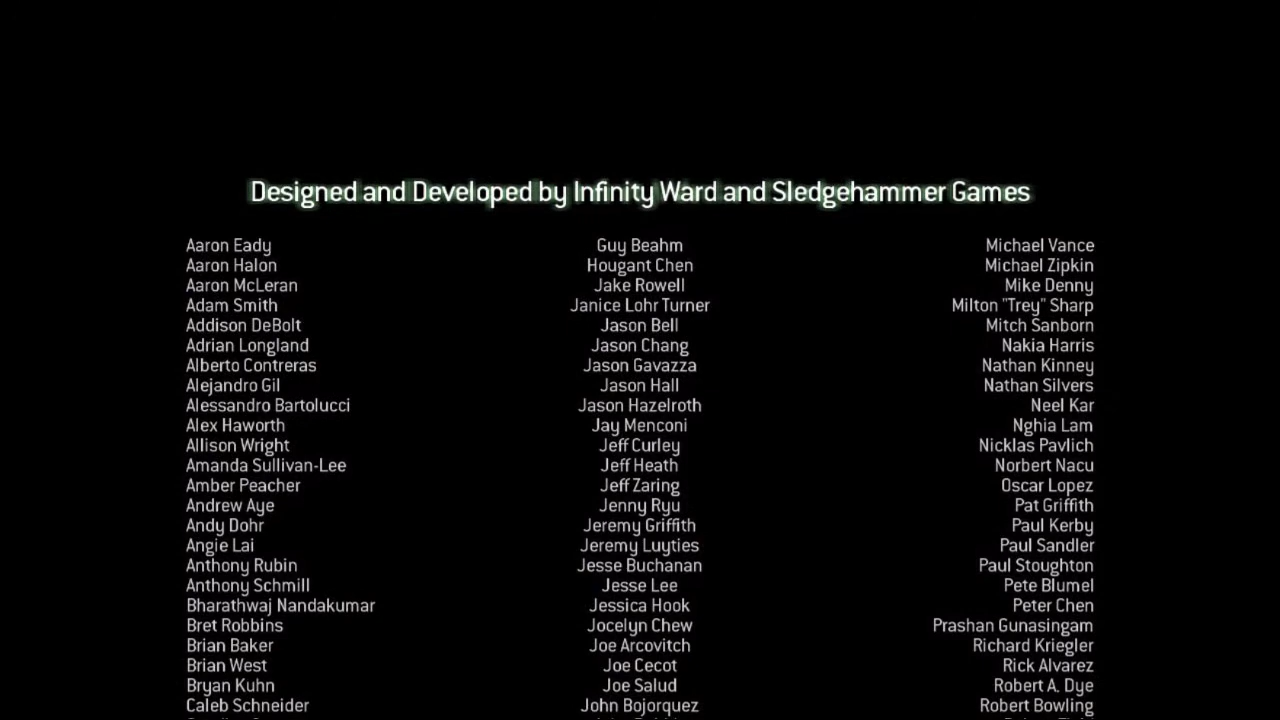 Designed and Developed by Infinity Ward and Sledgehammer Games
Aaron Eady Guy Beahm Michael Vance
Aaron Halon Hougant Chen Michael Zipkin
Aaron McLeran Jake Rowell Mike Denny
Adam Smith Janice Lohr Turner Milton "Trey" Sharp
Addison DeBolt Jason Bell Mitch Sanborn
Adrian Longland Jason Chang Nakia Harris
Alberto Contreras Jason Gavazza Nathan Kinney
Alejandro Gil Jason Hall Nathan Silvers
Alessandro Bartolucci Jason Hazelroth Neel Kar
Alex Haworth Jay Menconi Nghia Lam
Allison Wright Jeff Curley Nicklas Pavlich
Amanda Sullivan-Lee Jeff Heath Norbert Nacu
Amber Peacher Jeff Zaring Oscar Lopez
Andrew Aye Jenny Ryu Pat Griffith
Andy Dohr Jeremy Griffith Paul Kerby
Angie Lai Jeremy Luyties Paul Sandler
Anthony Rubin Jesse Buchanan Paul Stoughton
Anthony Schmill Jesse Lee Pete Blumel
Bharathwaj Nandakumar Jessica Hook Peter Chen
Bret Robbins Jocelyn Chew Prashan Gunasingam
Brian Baker Joe Arcovitch Richard Kriegler
Brian West Joe Cecot Rick Alvarez
Bryan Kuhn Joe Salud Robert A. Dye
Caleb Schneider John Bojorquez Robert Bowling